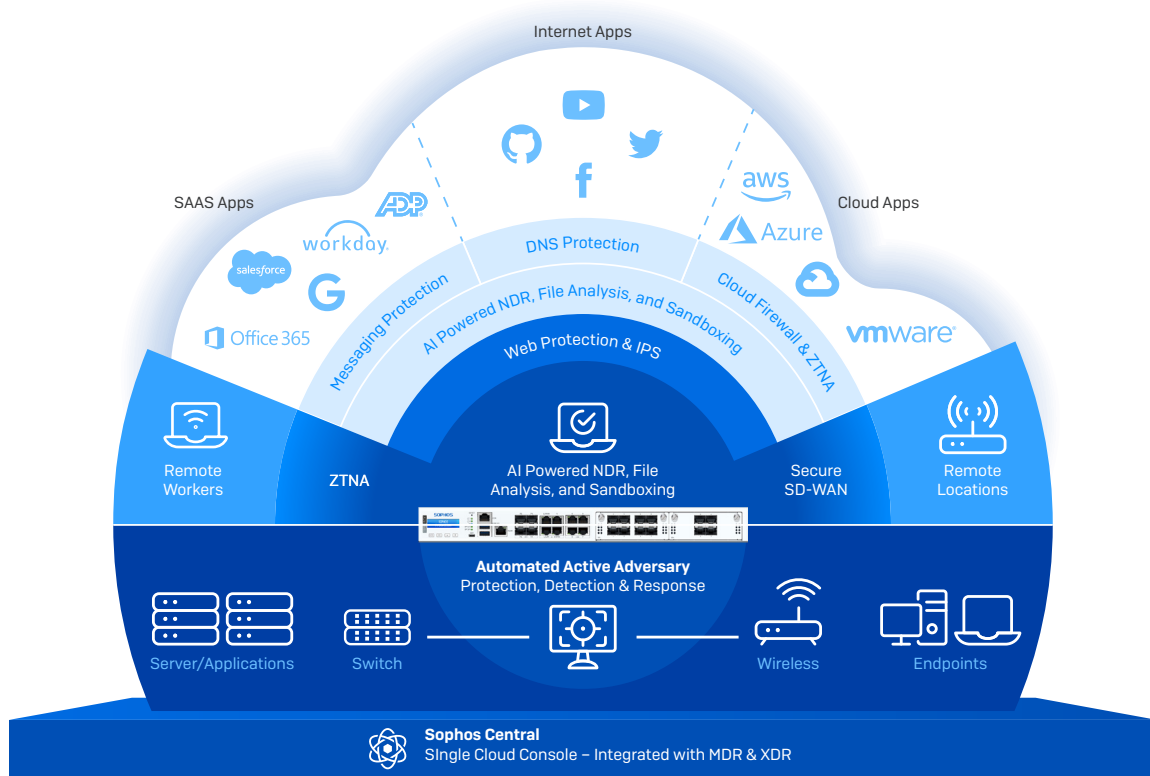 Internet Apps
SAAS Apps
Cloud Apps
ADP
workday.
salesforce
G
Office 365
f
aws
Azure
vmware®
DNS Protection
Messaging Protection
Cloud Firewall & ZTNA
AI Powered NDR, File Analysis, and Sandboxing
Web Protection & IPS
Remote
Workers
ZTNA
AI Powered NDR, File
Analysis, and Sandboxing
Secure
SD-WAN
Remote
Locations
SOPHOS
Automated Active Adversary
Protection, Detection & Response
Server/Applications
Switch
Wireless
Endpoints
Sophos Central
SIngle Cloud Console – Integrated with MDR & XDR